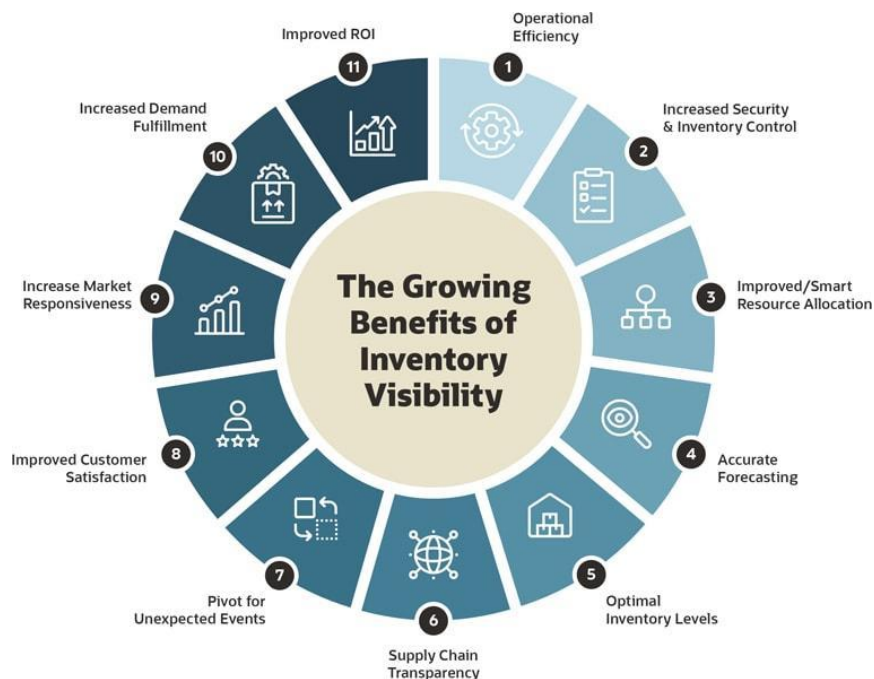 The Growing
Benefits of
Inventory
Visibility
1
Operational
Efficiency
2
Increased Security
& Inventory Control
3
Improved/Smart
Resource Allocation
4
Accurate
Forecasting
5
Optimal
Inventory Levels
6
Supply Chain
Transparency
7
Pivot for
Unexpected Events
8
Improved Customer
Satisfaction
9
Increase Market
Responsiveness
10
Increased Demand
Fulfillment
11
Improved ROI